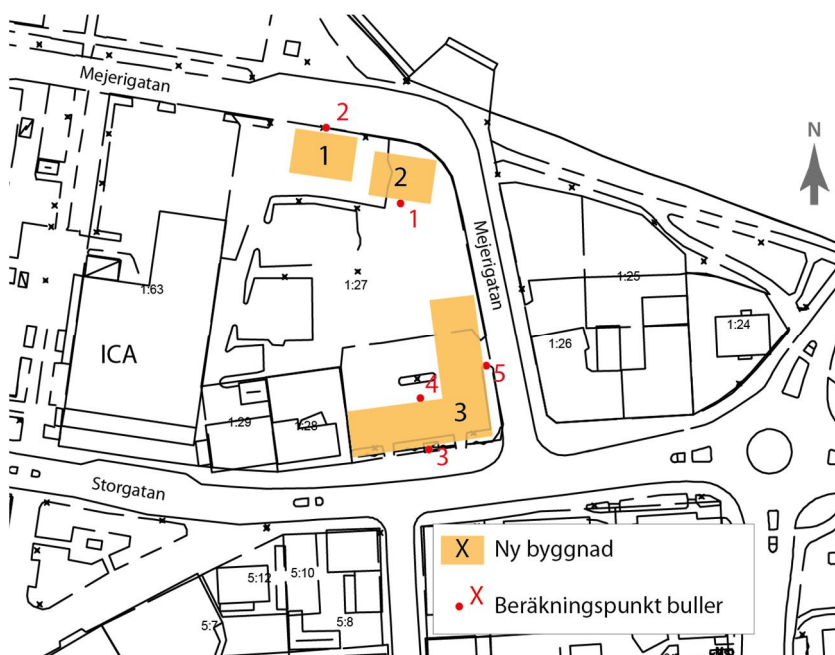 Mejerigatan
2
N
1
2
1
Mejerigatan
1:27
1:25
1:63
1:24
1:26
ICA
5
4
1:29
1:28
3
3
Storgatan
X Ny byggnad
X Beräkningspunkt buller
5:12
5:10
5:7
5:8